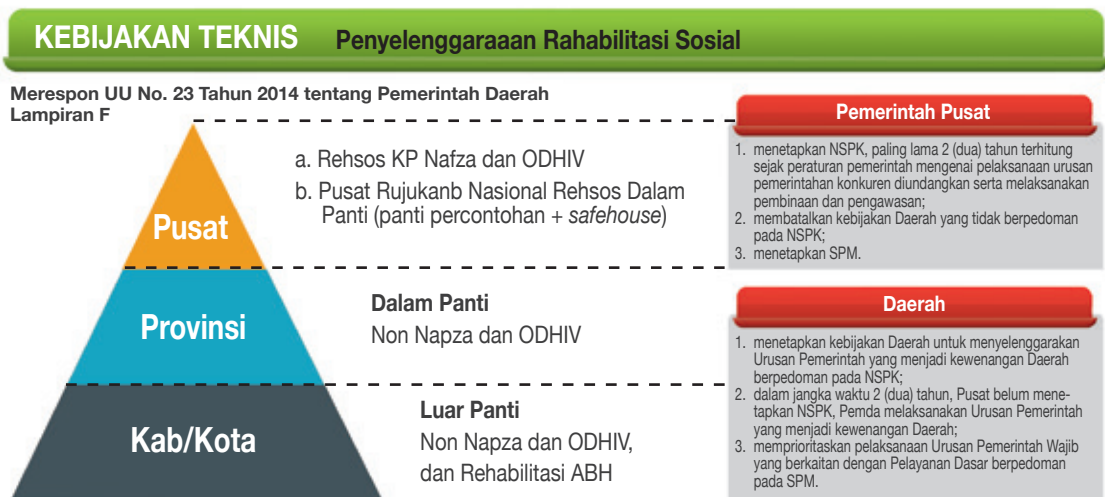 KEBIJAKAN TEKNIS Penyelenggaraaan Rahabilitasi Sosial
Merespon UU No. 23 Tahun 2014 tentang Pemerintah Daerah
Lampiran F
Pusat
a. Rehsos KP Nafza dan ODHIV
b. Pusat Rujukanb Nasional Rehsos Dalam
Panti (panti percontohan + safehouse)
Pemerintah Pusat
1. menetapkan NSPK, paling lama 2 (dua) tahun terhitung
sejak peraturan pemerintah mengenai pelaksanaan urusan
pemerintahan konkuren diundangkan serta melaksanakan
pembinaan dan pengawasan;
2. membatalkan kebijakan Daerah yang tidak berpedoman
pada NSPK;
3. menetapkan SPM.
Provinsi
Dalam Panti
Non Napza dan ODHIV
Kab/Kota
Luar Panti
Non Napza dan ODHIV,
dan Rehabilitasi ABH
Daerah
1. menetapkan kebijakan Daerah untuk menyelenggarakan
Urusan Pemerintah yang menjadi kewenangan Daerah
berpedoman pada NSPK;
2. dalam jangka waktu 2 (dua) tahun, Pusat belum mene-
tapkan NSPK, Pemda melaksanakan Urusan Pemerintah
yang menjadi kewenangan Daerah;
3. memprioritaskan pelaksanaan Urusan Pemerintah Wajib
yang berkaitan dengan Pelayanan Dasar berpedoman
pada SPM.